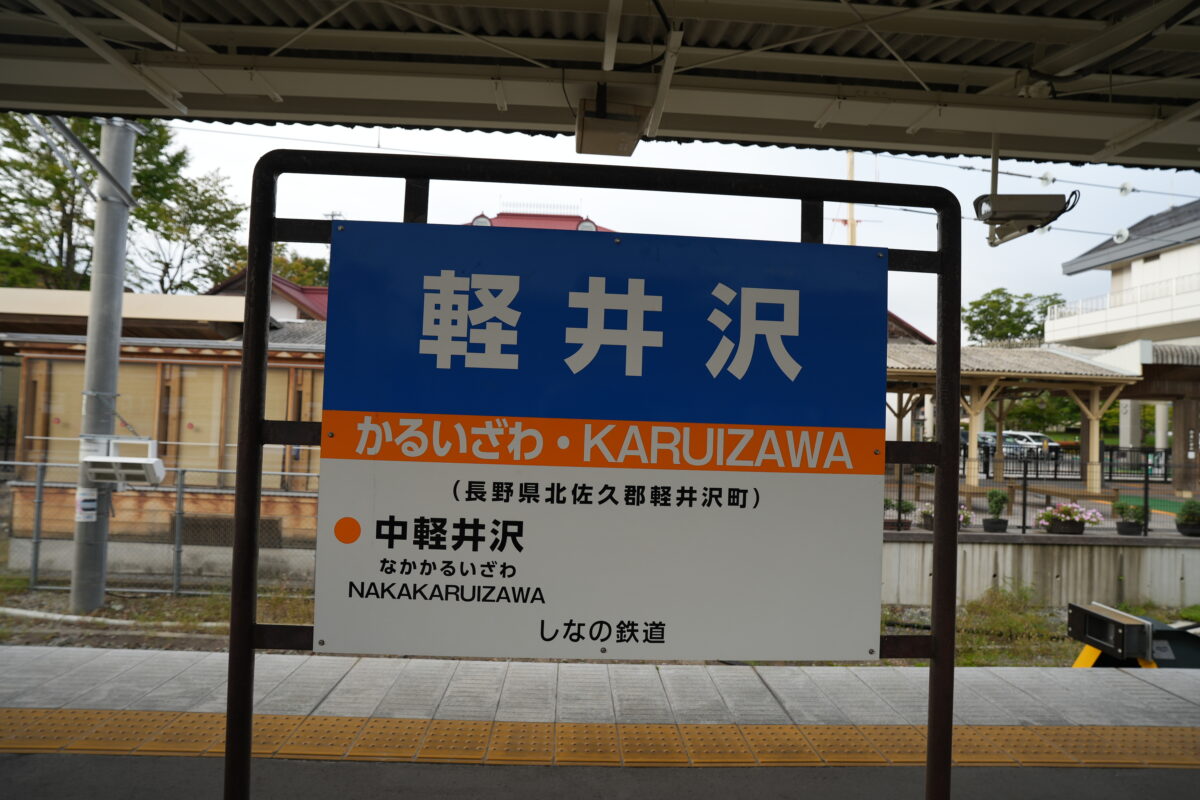 軽井沢
かるいざわ・KARUIZAWA
（長野県北佐久郡軽井沢町）
中軽井沢
なかかるいざわ
NAKAKARUIZAWA
しなの鉄道